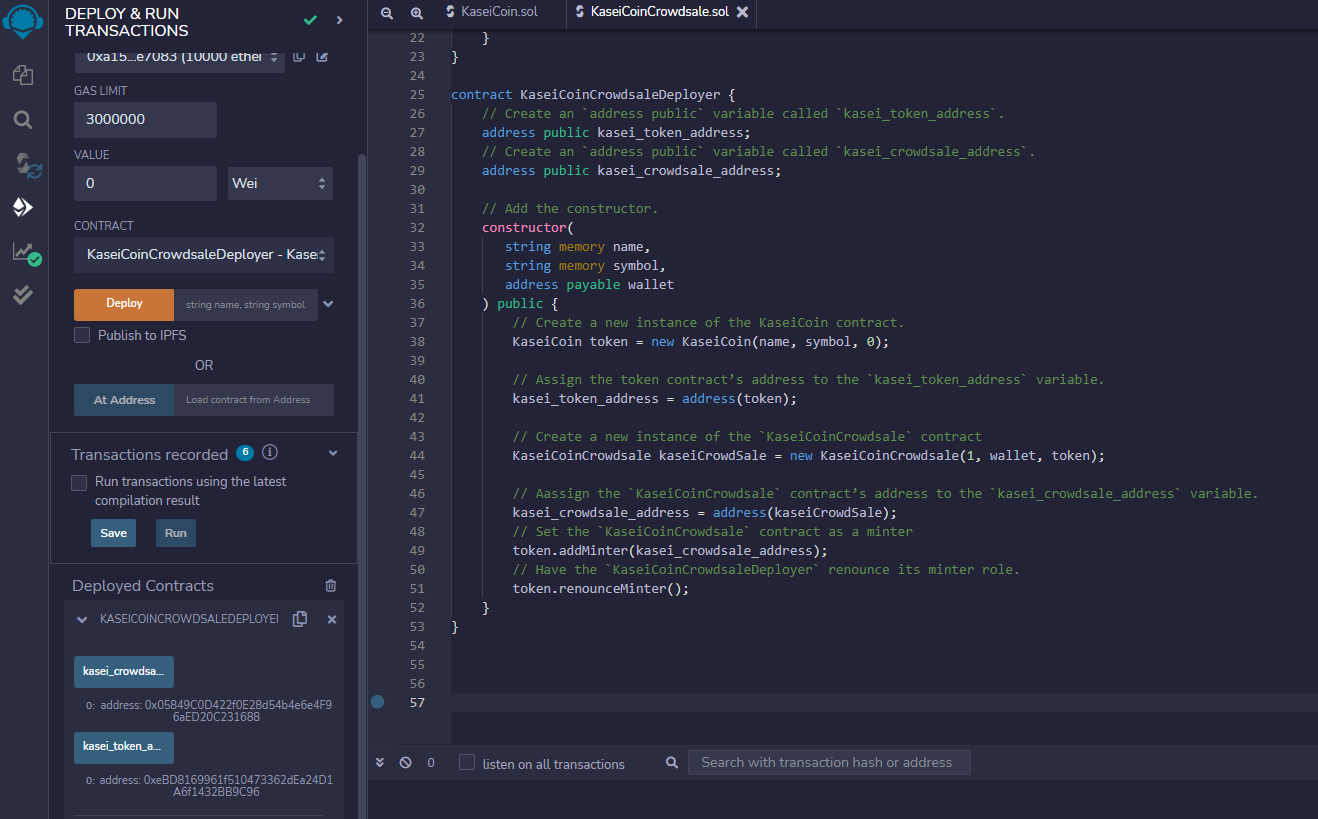 DEPLOY & RUN
TRANSACTIONS
0xa15...e7083 (10000 ether
GAS LIMIT
3000000
VALUE
0
Wei
CONTRACT
KaseiCoinCrowdsaleDeployer - Kase
Deploy
string name, string symbol
Publish to IPFS
OR
At Address
Load contract from Address
Transactions recorded 6 i
Run transactions using the latest
compilation result
Save
Run
Deployed Contracts
KASEICOINCROWDSALEDEPLOYE
kasei_crowdsa...
0: address: 0x05849C0D422f0E28d54b4e6e4F9
6aED20C231688
kasei_token_a...
0: address: 0xeBD8169961f510473362dEa24D1
A6f1432BB9C96
KaseiCoin.sol
KaseiCoinCrowdsale.sol
22 }
23 }
24
25 contract KaseiCoinCrowdsaleDeployer {
26 // Create an `address public` variable called `kasei_token_address`.
27 address public kasei_token_address;
28 // Create an `address public` variable called `kasei_crowdsale_address`.
29 address public kasei_crowdsale_address;
30
31 // Add the constructor.
32 constructor(
33 string memory name,
34 string memory symbol,
35 address payable wallet
36 ) public {
37 // Create a new instance of the KaseiCoin contract.
38 KaseiCoin token = new KaseiCoin(name, symbol, 0);
39
40 // Assign the token contract’s address to the `kasei_token_address` variable.
41 kasei_token_address = address(token);
42
43 // Create a new instance of the `KaseiCoinCrowdsale` contract
44 KaseiCoinCrowdsale kaseiCrowdSale = new KaseiCoinCrowdsale(1, wallet, token);
45
46 // Aassign the `KaseiCoinCrowdsale` contract’s address to the `kasei_crowdsale_address` variable.
47 kasei_crowdsale_address = address(kaseiCrowdSale);
48 // Set the `KaseiCoinCrowdsale` contract as a minter
49 token.addMinter(kasei_crowdsale_address);
50 // Have the `KaseiCoinCrowdsaleDeployer` renounce its minter role.
51 token.renounceMinter();
52 }
53 }
54
55
56
57
0
listen on all transactions
Search with transaction hash or address